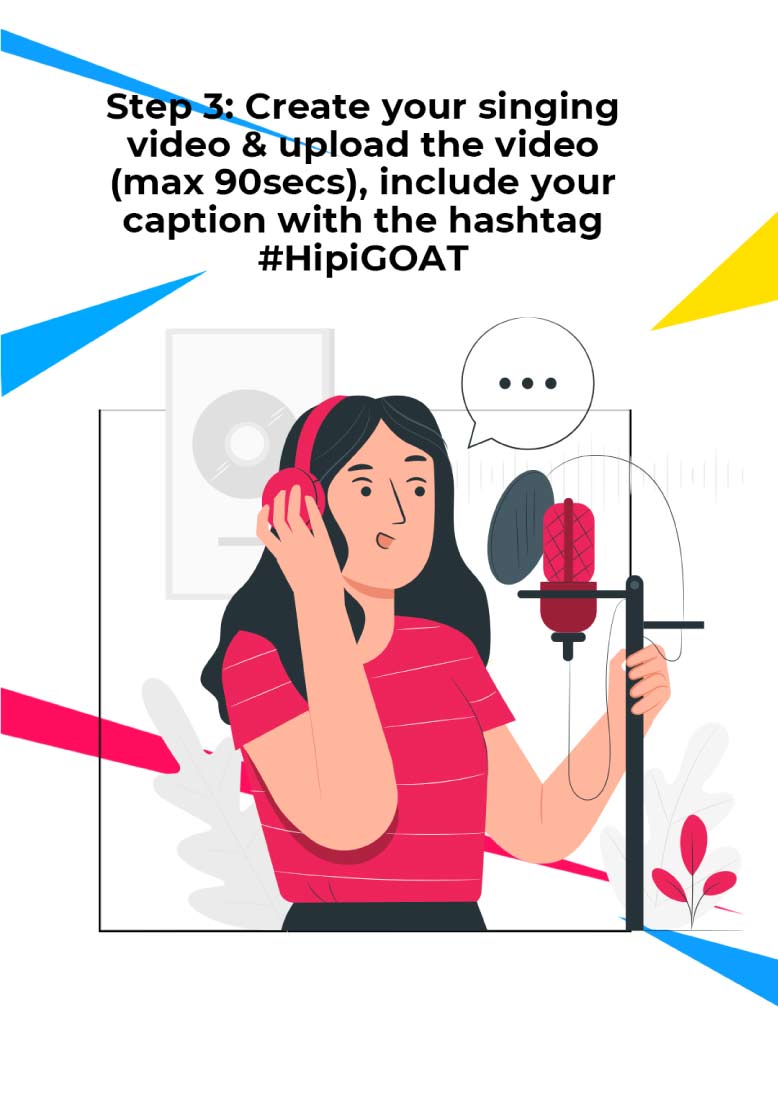 Step 3: Create your singing
video & upload the video
(max 90secs), include your
caption with the hashtag
#HipiGOAT